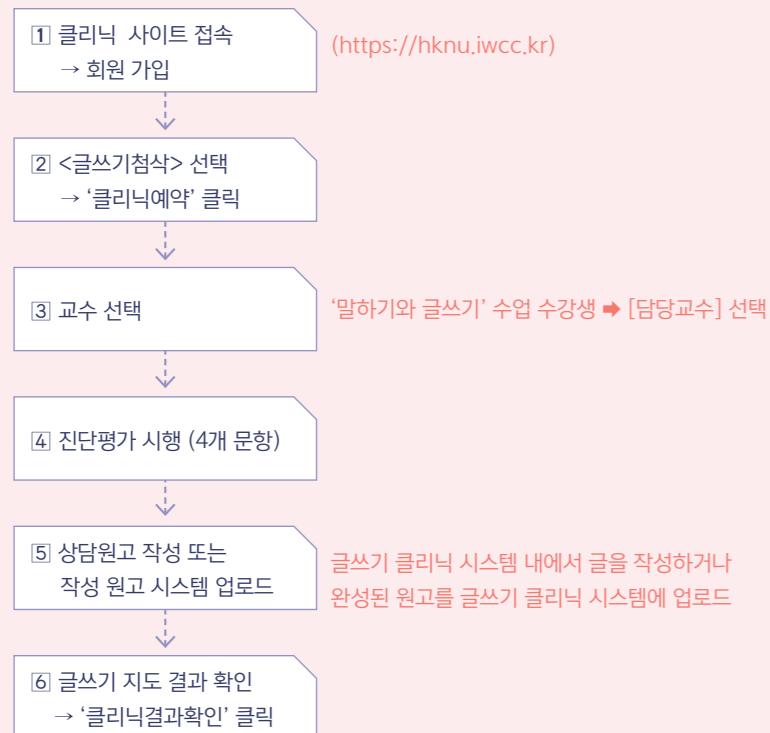 1 클리닉 사이트 접속
→ 회원 가입
(https://hknu.iwcc.kr)
2 <글쓰기첨삭> 선택
→ ‘클리닉예약’ 클릭
3 교수 선택
‘말하기와 글쓰기’ 수업 수강생 ➡ [담당교수] 선택
4 진단평가 시행 (4개 문항)
5 상담원고 작성 또는
작성 원고 시스템 업로드
글쓰기 클리닉 시스템 내에서 글을 작성하거나
완성된 원고를 글쓰기 클리닉 시스템에 업로드
6 글쓰기 지도 결과 확인
→ ‘클리닉결과확인’ 클릭